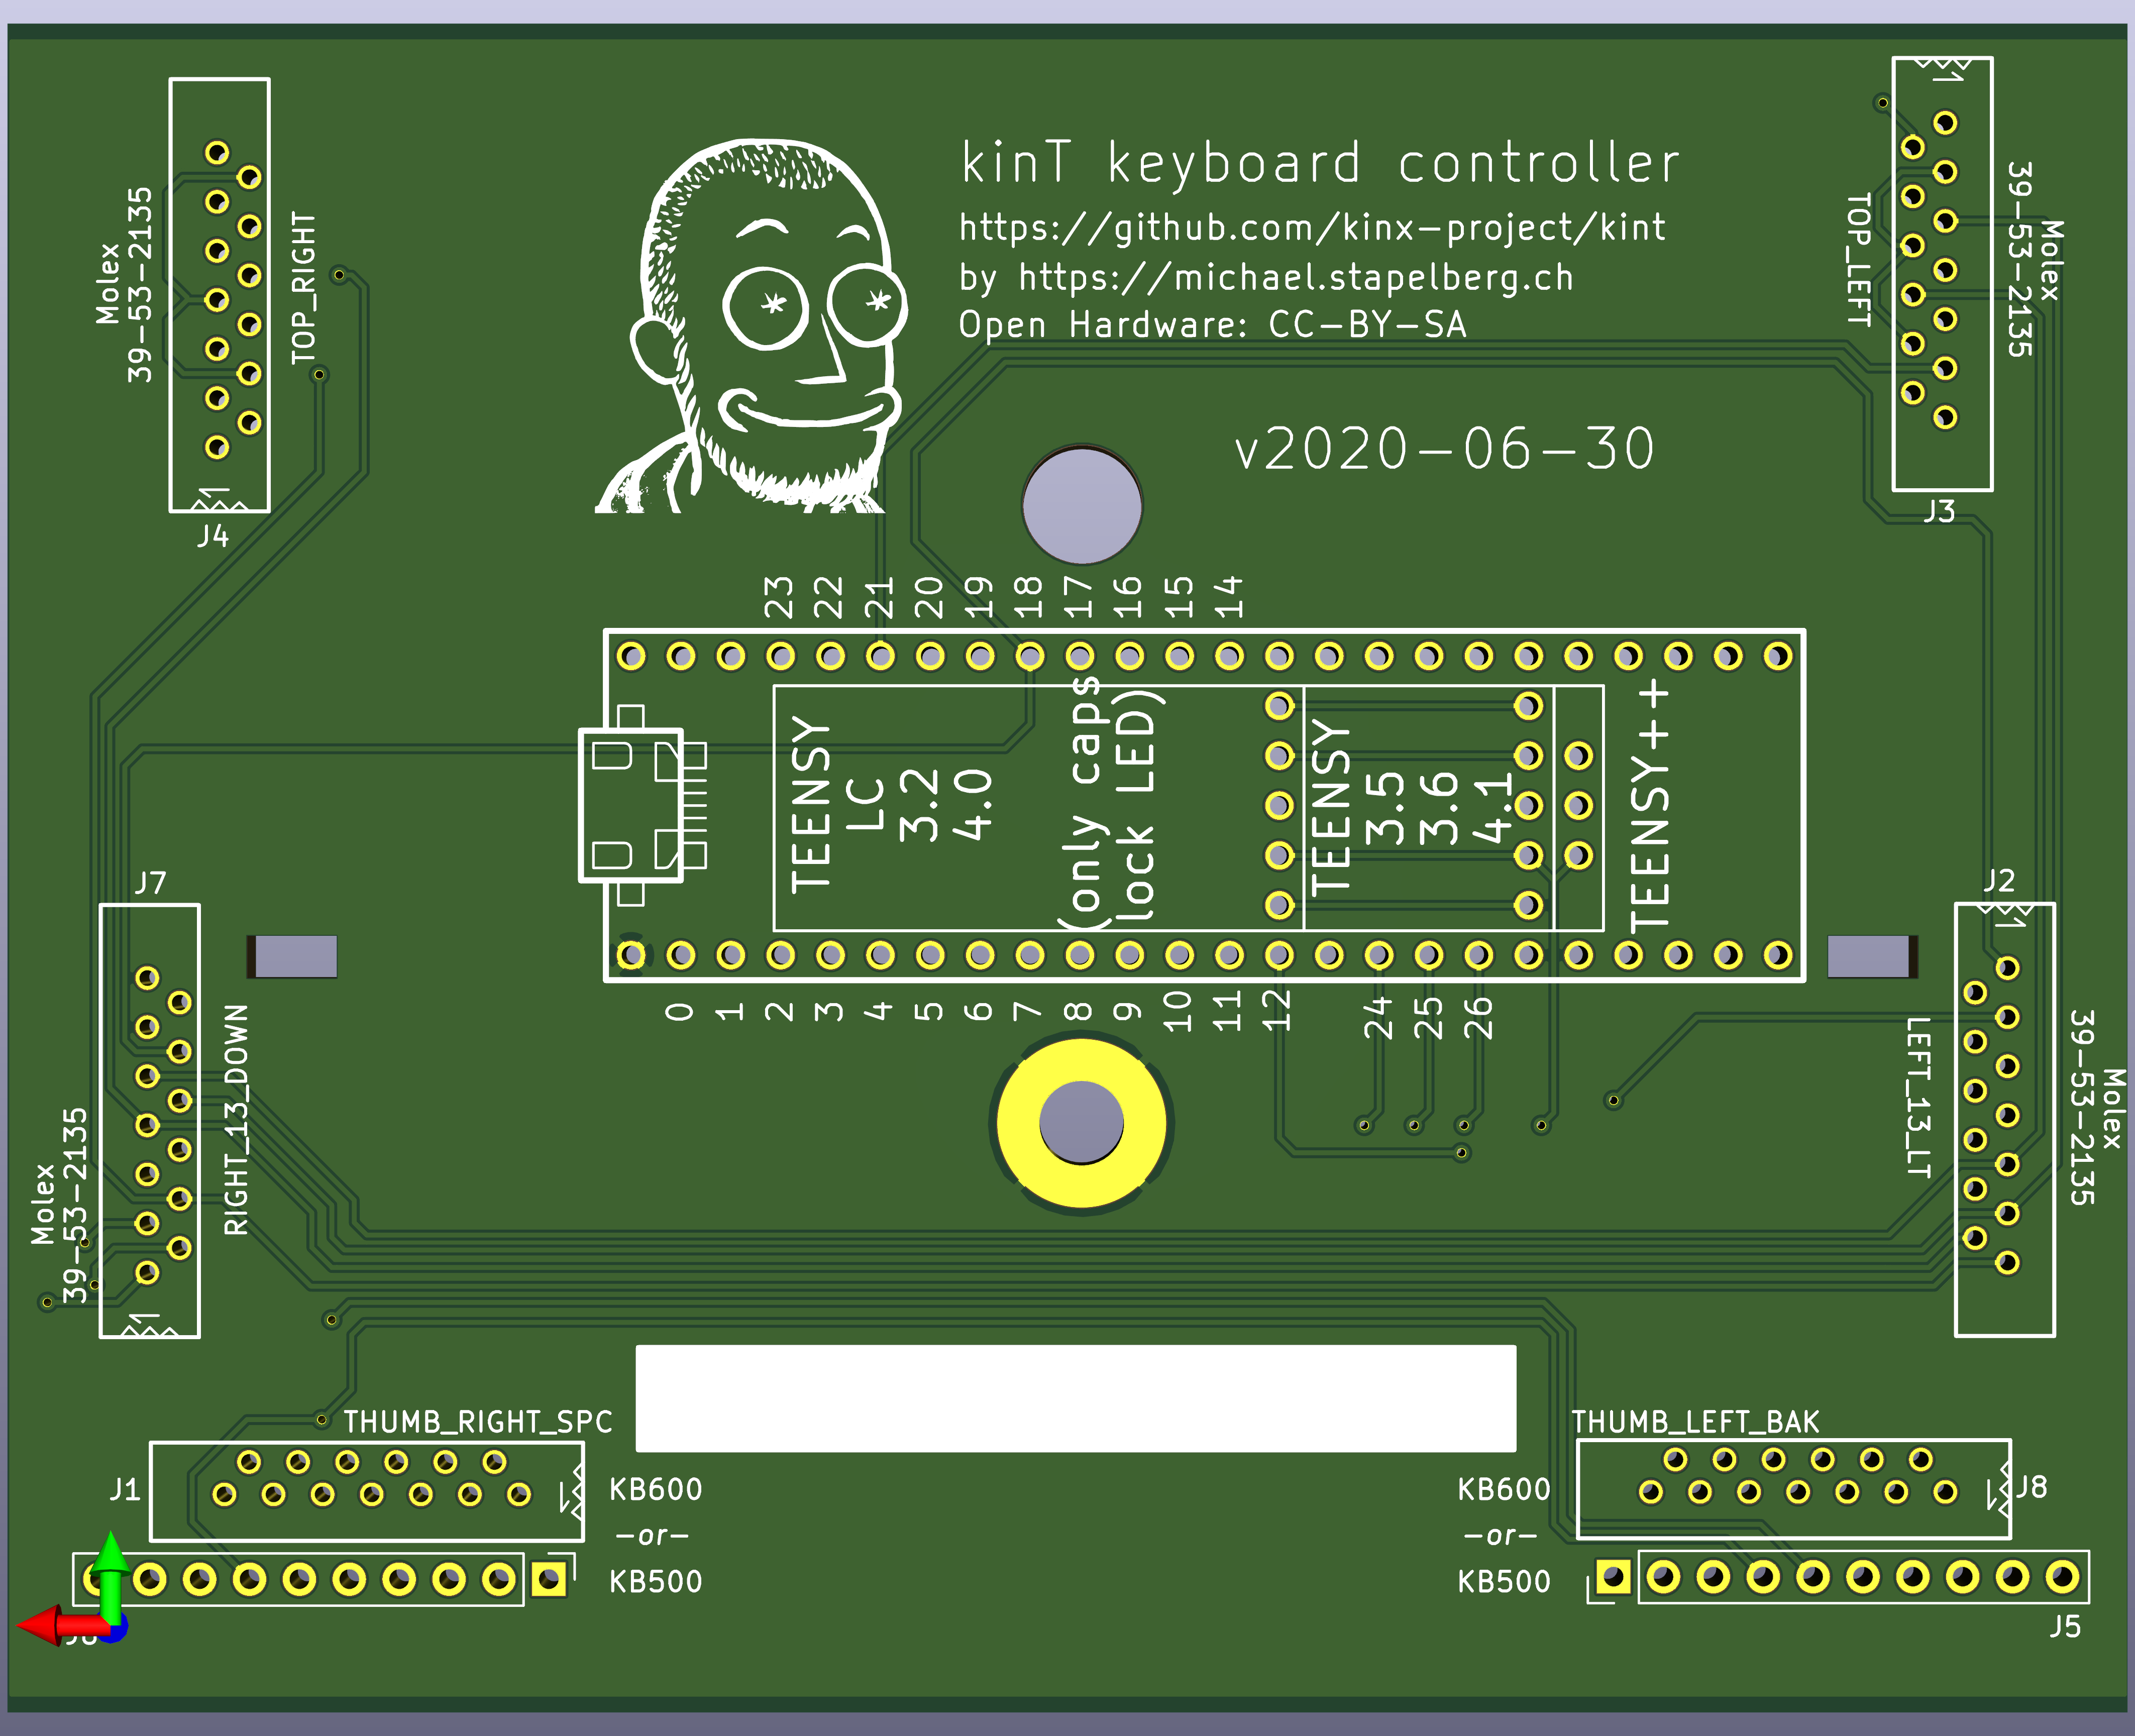 kinT keyboard controller
https://github.com/kinx-project/kint
by https://michael.stapelberg.ch
Open Hardware: CC-BY-SA
v2020-06-30
Molex
39-53-2135
TOP_RIGHT
1
J4
1
TOP_LEFT
39-53-2135
Molex
J3
23
22
21
20
19
18
17
16
15
14
TEENSY
LC
3.2
4.0
(only caps
lock LED)
TEENSY
3.5
3.6
4.1
TEENSY++
0
1
2
3
4
5
6
7
8
9
10
11
12
24
25
26
J7
Molex
39-53-2135
RIGHT_13_DOWN
1
J2
1
LEFT_13_LT
39-53-2135
Molex
THUMB_RIGHT_SPC
J1
1
KB600
-or-
KB500
THUMB_LEFT_BAK
KB600
-or-
KB500
1
J8
J5